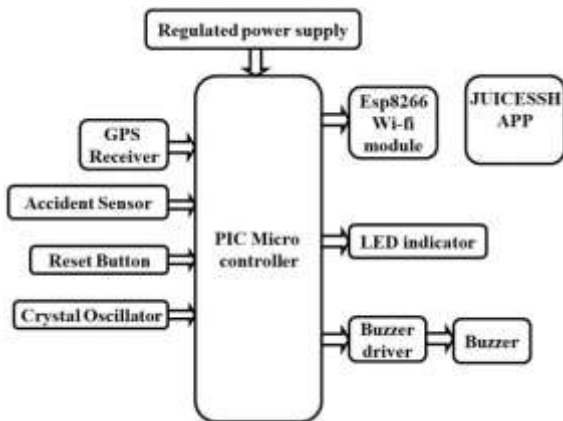 Regulated power supply
Esp8266
Wi-fi
module
JUICESSH
APP
GPS
Receiver
Accident Sensor
PIC Micro
controller
LED indicator
Reset Button
Crystal Oscillator
Buzzer
driver
Buzzer